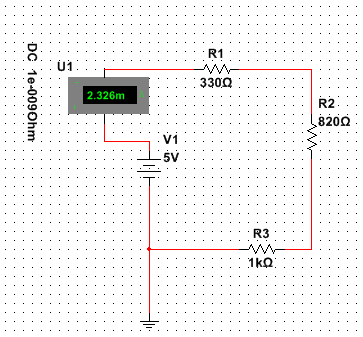 U1
DC 1e-009Ohm
2.326m
R1
330Ω
R2
820Ω
V1
5V
R3
1kΩ